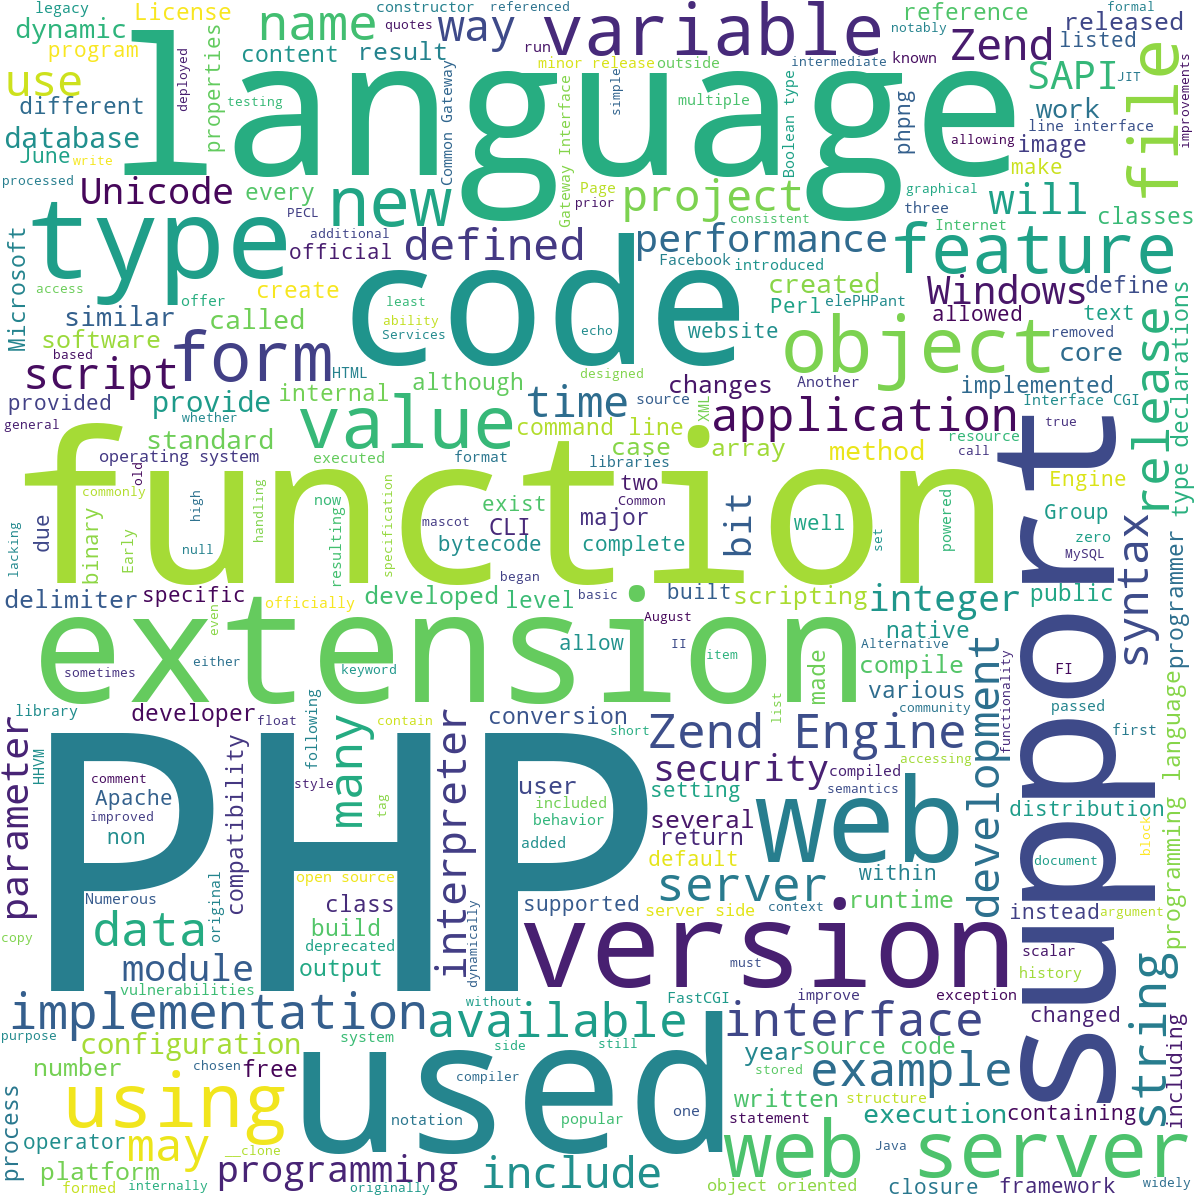 legacy
constructor
referenced
formal
dynamic
License
name
quotes
way
variable
reference
released
notably
program
content
result
run
Zend
listed
minor release
outside
intermediate
known
use
properties
deployed
language
SAPI
JIT
file
improvements
different
testing
Common Gateway
simple
multiple
Boolean type
phpng
work
database
line interface
June
write
Gateway Interface
allowing
image
make
processed
Unicode
every
new
Page
prior
project
graphical
three
will
classes
PECL
additional
consistent
Internet
type
official
defined
code
performance
feature
Microsoft
Facebook
introduced
access
offer
create
least
ability
Services
echo
created
Perl
elePHPant
Windows
define
allowed
text
type declarations
similar
called
website
removed
software
based
form
object
core
release
script
HTML
designed
internal
although
changes
Another
implemented
provided
provide
time
source
XML
application
Interface CGI
general
whether
value
command line
true
standard
case
array
method
resource
call
operating system
executed
format
libraries
Engine
old
function
commonly
two
Common
exist
major
bit
well
Group
support
syntax
due
binary
Early
high
handling
now
resulting
specification
mascot
CLI
bytecode
complete
set
powered
zero
MySQL
lacking
null
began
basic
delimiter
specific
officially
developed
level
built
scripting
integer
public
programmer
even
extension
August
native
allow
II
Alternative
item
compile
FI
sometimes
either
keyword
made
various
development
functionality
library
developer
float
following
contain
conversion
short
list
community
passed
first
parameter
HHVM
PHP
many
Zend Engine
accessing
compatibility
interpreter
comment
style
user
security
compiled
semantics
web
programming language
Apache
improved
tag
included
behavior
setting
distribution
non
added
several
return
block
default
within
document
open source
server
Numerous
original
class
supported
server side
context
runtime
instead
argument
copy
data
build
deprecated
version
scalar
string
module
output
dynamically
must
history
vulnerabilities
without
FastCGI
improve
exception
implementation
available
interface
changed
purpose
configuration
system
side
still
used
year
source code
including
number
chosen
free
compiler
stored
example
process
using
written
structure
notation
popular
one
statement
execution
containing
operator
may
__clone
web server
Java
platform
programming
include
formed
internally
originally
object oriented
closure
framework
widely